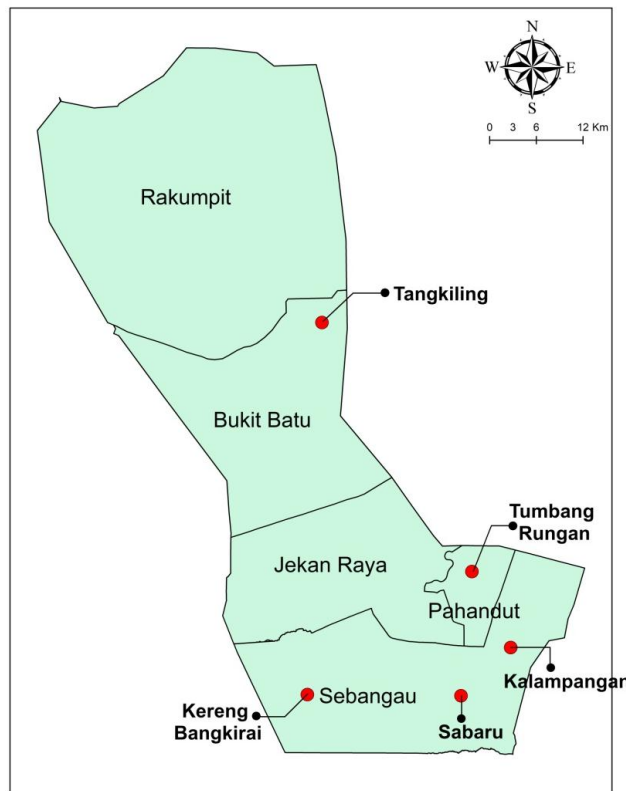 N
W E
S
0 3 6 12 Km
Rakumpit
Tangkiling
Bukit Batu
Tumbang
Rungan
Jekan Raya
Pahandut
Kalampangan
Sebangau
Kereng
Bangkirai
Sabaru